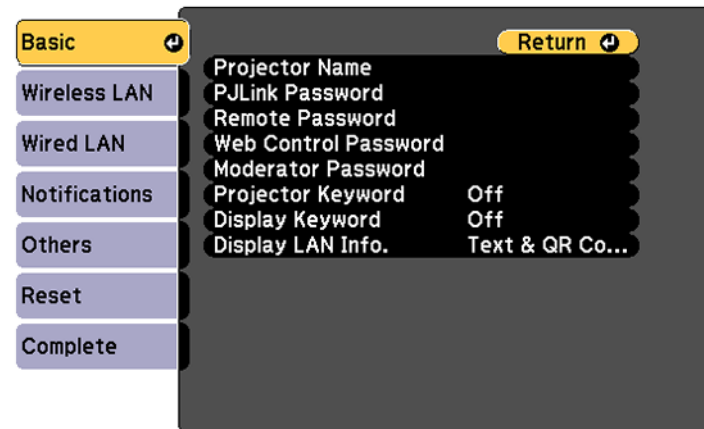 Basic
Wireless LAN
Wired LAN
Notifications
Others
Reset
Complete
Return
Projector Name
PJLink Password
Remote Password
Web Control Password
Moderator Password
Projector Keyword Off
Display Keyword Off
Display LAN Info. Text & QR Co...